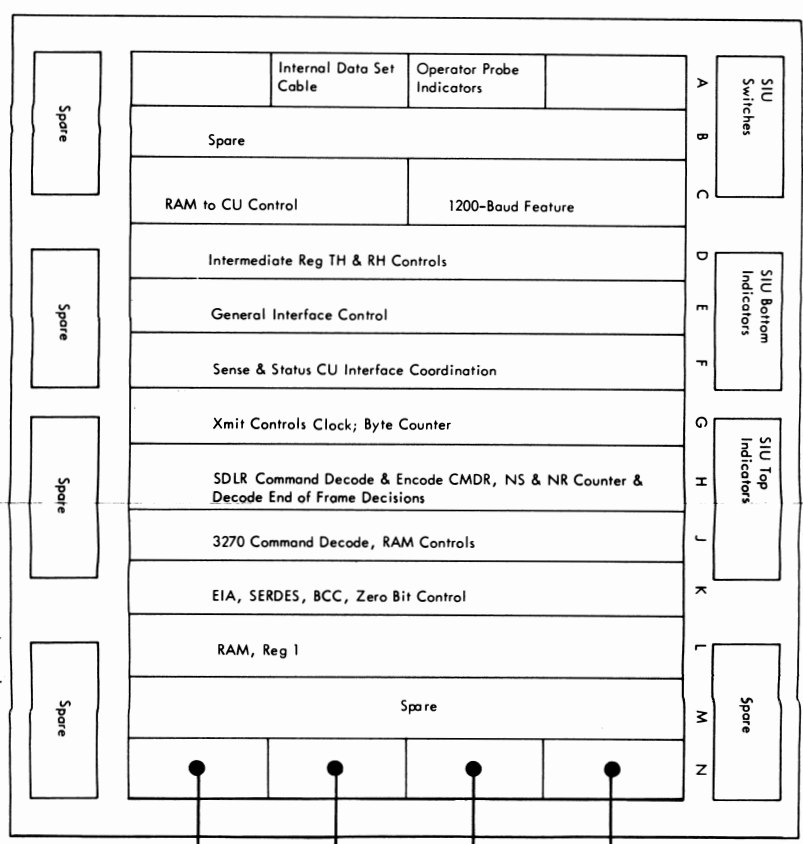 Internal Data Set
Cable
Operator Probe
Indicators
A
SIU
Switches
Spare
B
Spare
RAM to CU Control
1200-Baud Feature
C
Intermediate Reg TH & RH Controls
D
SIU Bottom
Indicators
Spare
General Interface Control
E
Sense & Status CU Interface Coordination
F
Xmit Controls Clock; Byte Counter
G
SIU Top
Indicators
Spare
SDLR Command Decode & Encode CMDR, NS & NR Counter &
Decode End of Frame Decisions
H
3270 Command Decode, RAM Controls
J
EIA, SERDES, BCC, Zero Bit Control
K
RAM, Reg 1
L
Spare
Spare
Spare
M
N